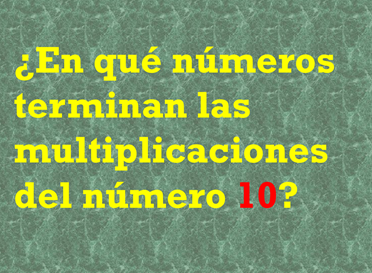 ¿En qué números
terminan las
multiplicaciones
del número 10?